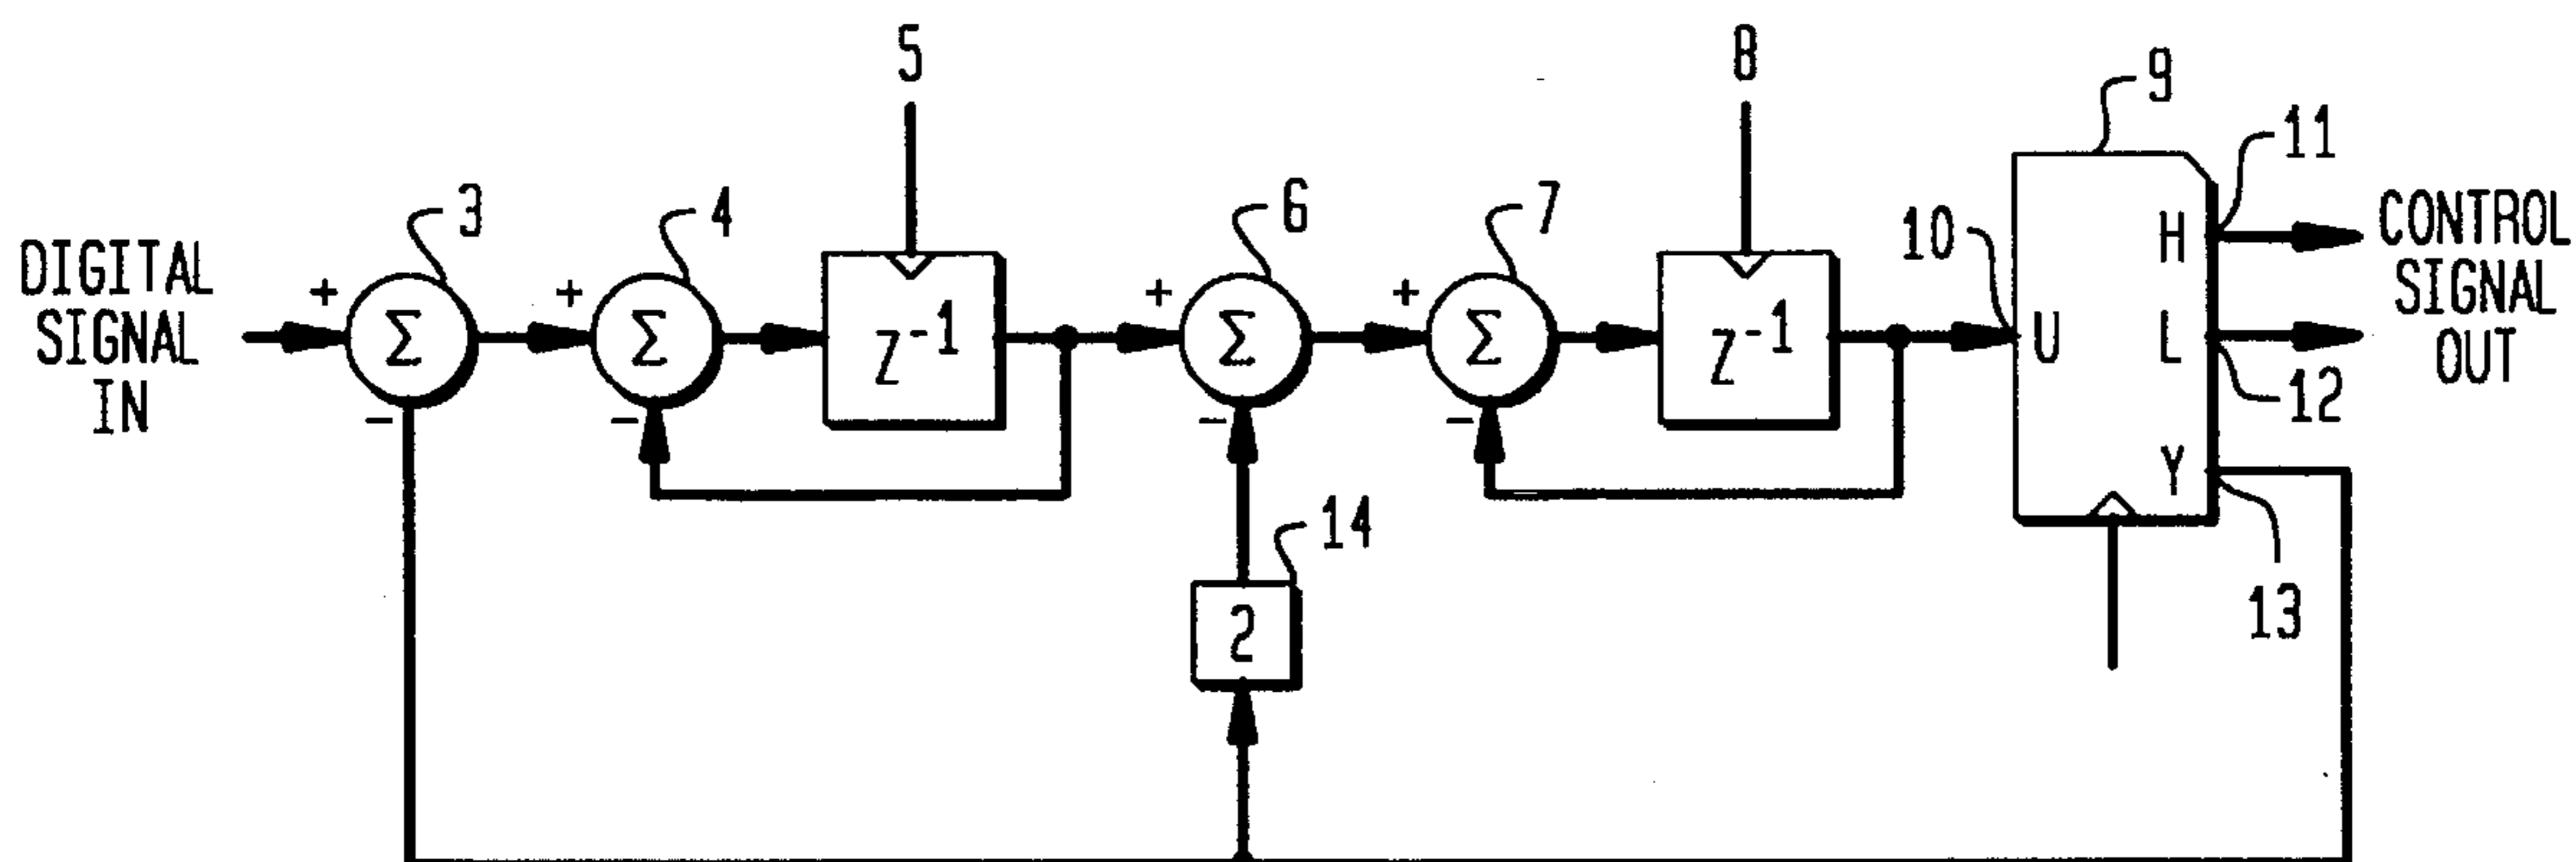 5
8
9
11
3
4
6
7
10
H
CONTROL
SIGNAL
OUT
DIGITAL
SIGNAL
IN
+
+
+
+
Σ
Σ
Z⁻¹
Σ
Σ
Z⁻¹
U
L
12
-
-
-
-
Y
14
2
13